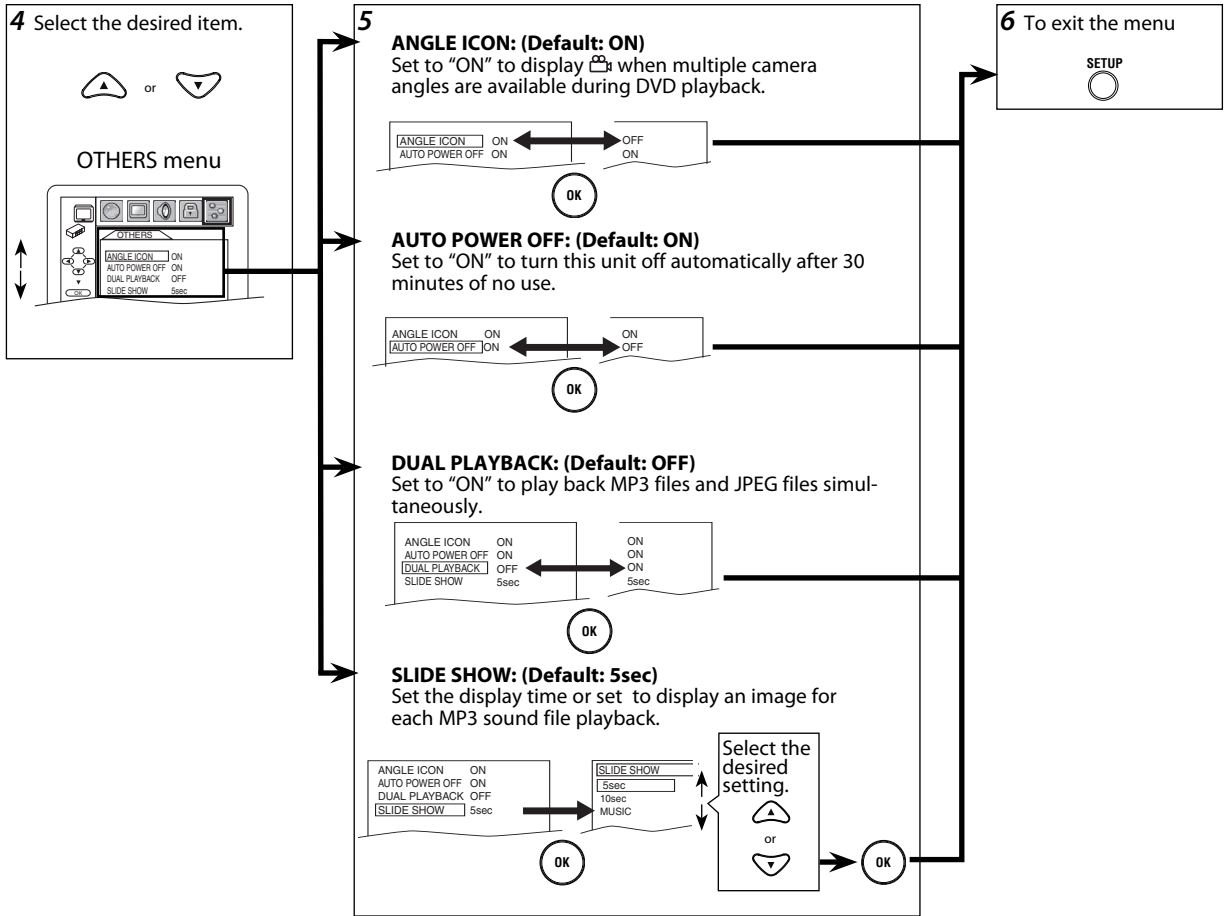 4 Select the desired item.
or
OTHERS menu
OTHERS
ANGLE ICON ON
AUTO POWER OFF ON
DUAL PLAYBACK OFF
SLIDE SHOW 5sec
OK
5
ANGLE ICON: (Default: ON)
Set to “ON” to display when multiple camera
angles are available during DVD playback.
ANGLE ICON ON OFF
AUTO POWER OFF ON ON
OK
AUTO POWER OFF: (Default: ON)
Set to “ON” to turn this unit off automatically after 30
minutes of no use.
ANGLE ICON ON ON
AUTO POWER OFF ON OFF
OK
DUAL PLAYBACK: (Default: OFF)
Set to “ON” to play back MP3 files and JPEG files simul-
taneously.
ANGLE ICON ON ON
AUTO POWER OFF ON ON
DUAL PLAYBACK OFF ON
SLIDE SHOW 5sec 5sec
OK
SLIDE SHOW: (Default: 5sec)
Set the display time or set to display an image for
each MP3 sound file playback.
ANGLE ICON ON
AUTO POWER OFF ON
DUAL PLAYBACK OFF
SLIDE SHOW 5sec
SLIDE SHOW
5sec
10sec
MUSIC
OK
Select the
desired
setting.
or
OK
6 To exit the menu
SETUP